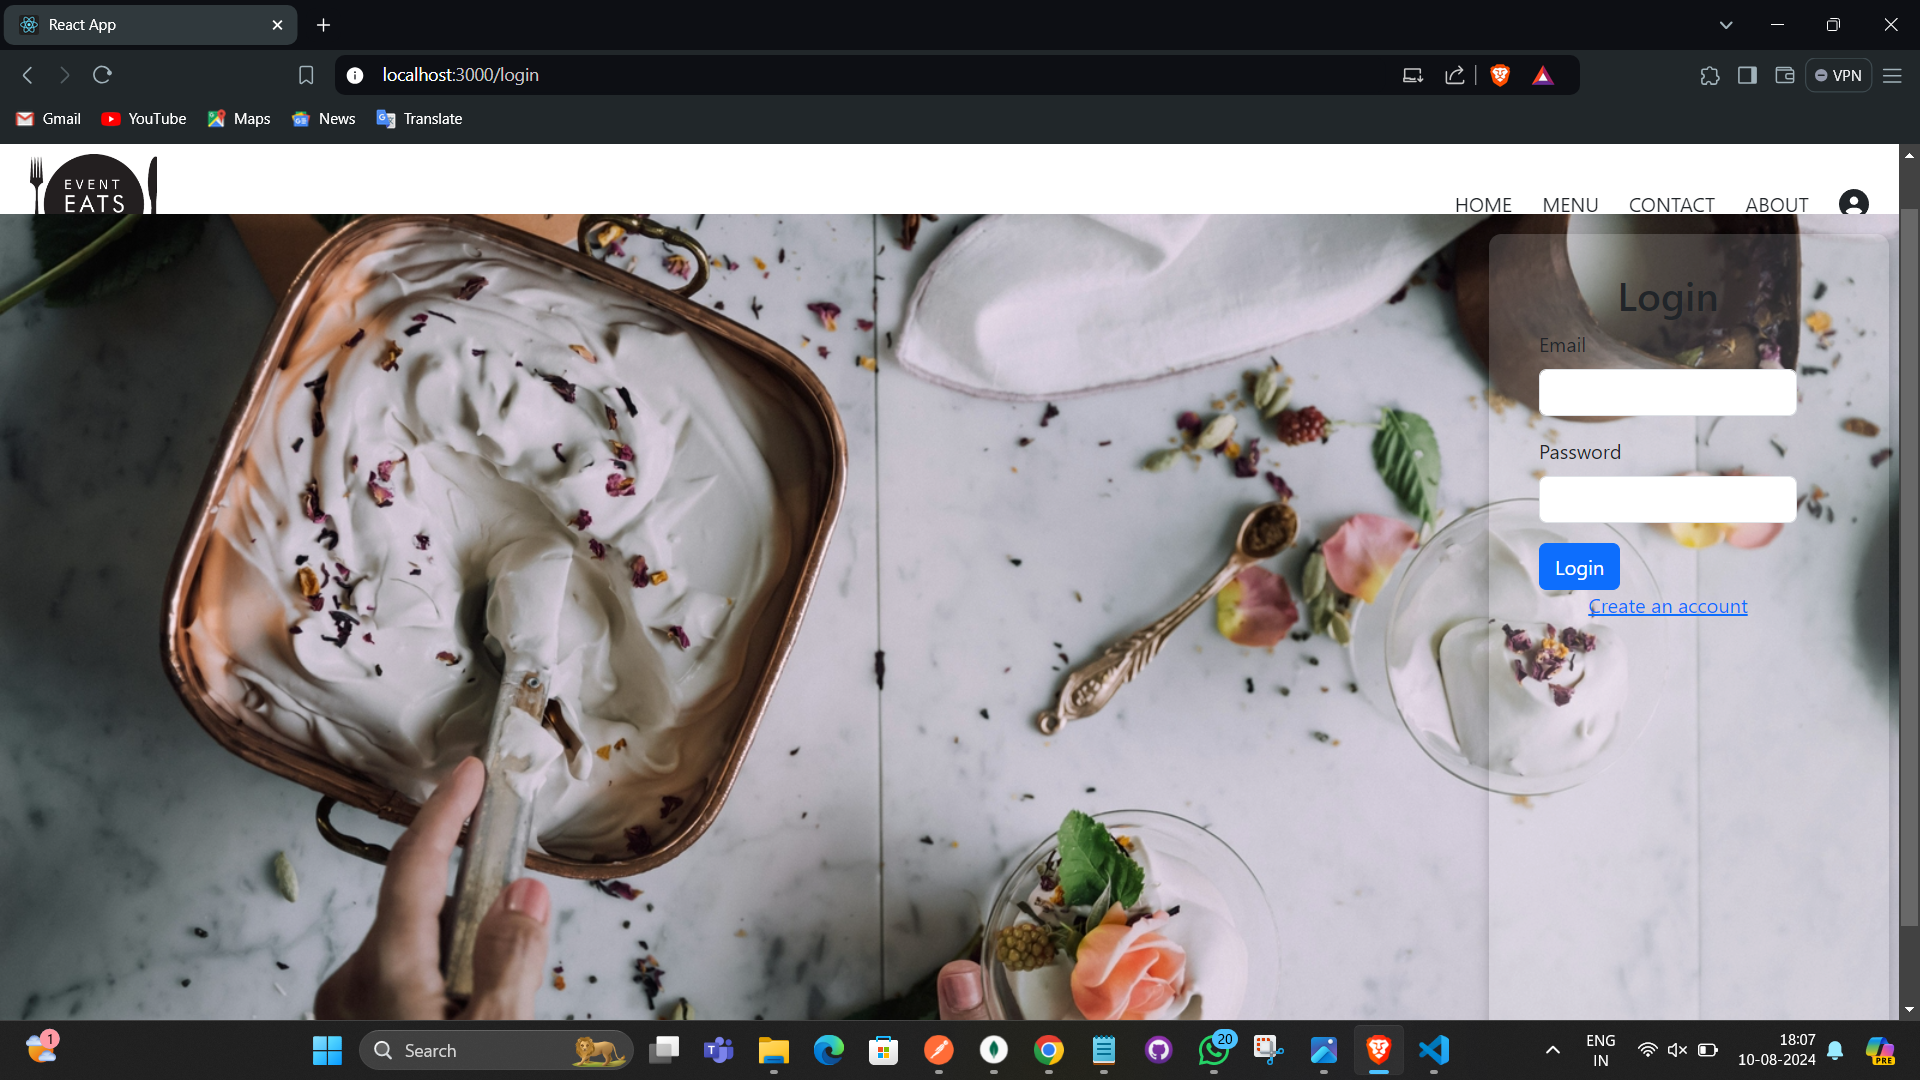 React App
localhost:3000/login
VPN
Gmail
YouTube
Maps
News
Translate
EVENT
EATS
HOME
MENU
CONTACT
ABOUT
Login
Email
Password
Login
Create an account
1
Search
20
ENG
IN
18:07
10-08-2024
PRE